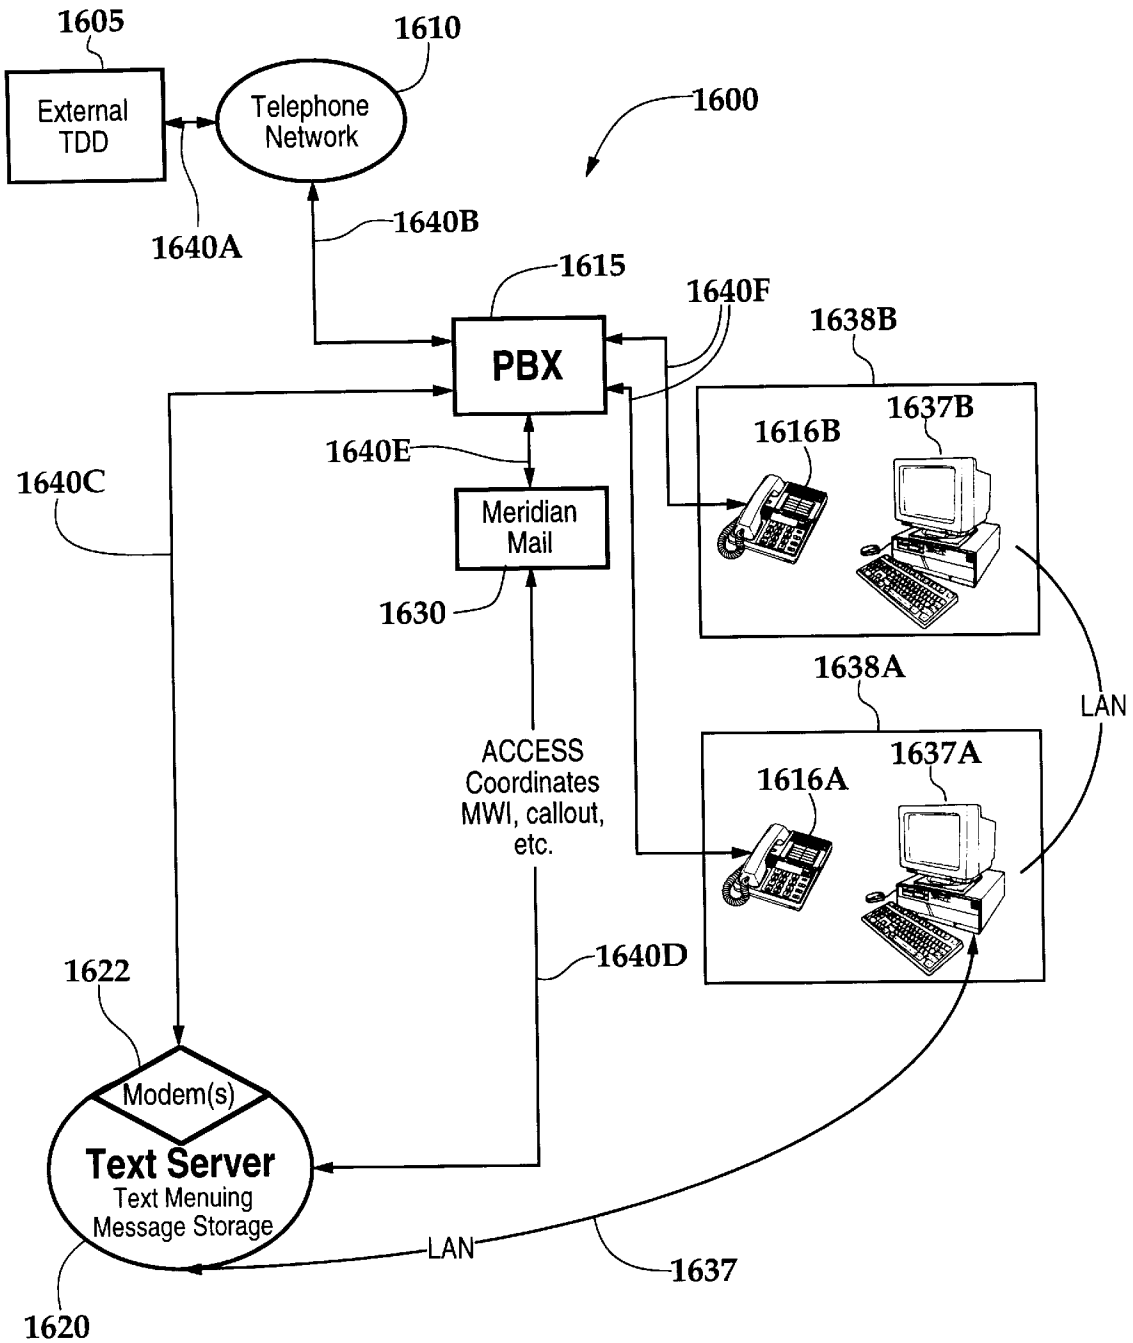 1605
1610
External
TDD
Telephone
Network
1600
1640A
1640B
1615
1640F
PBX
1638B
1637B
1616B
1640E
1640C
Meridian
Mail
1630
1638A
LAN
1637A
1616A
ACCESS
Coordinates
MWI, callout,
etc.
1640D
1622
Modem(s)
Text Server
Text Menuing
Message Storage
LAN
1637
1620